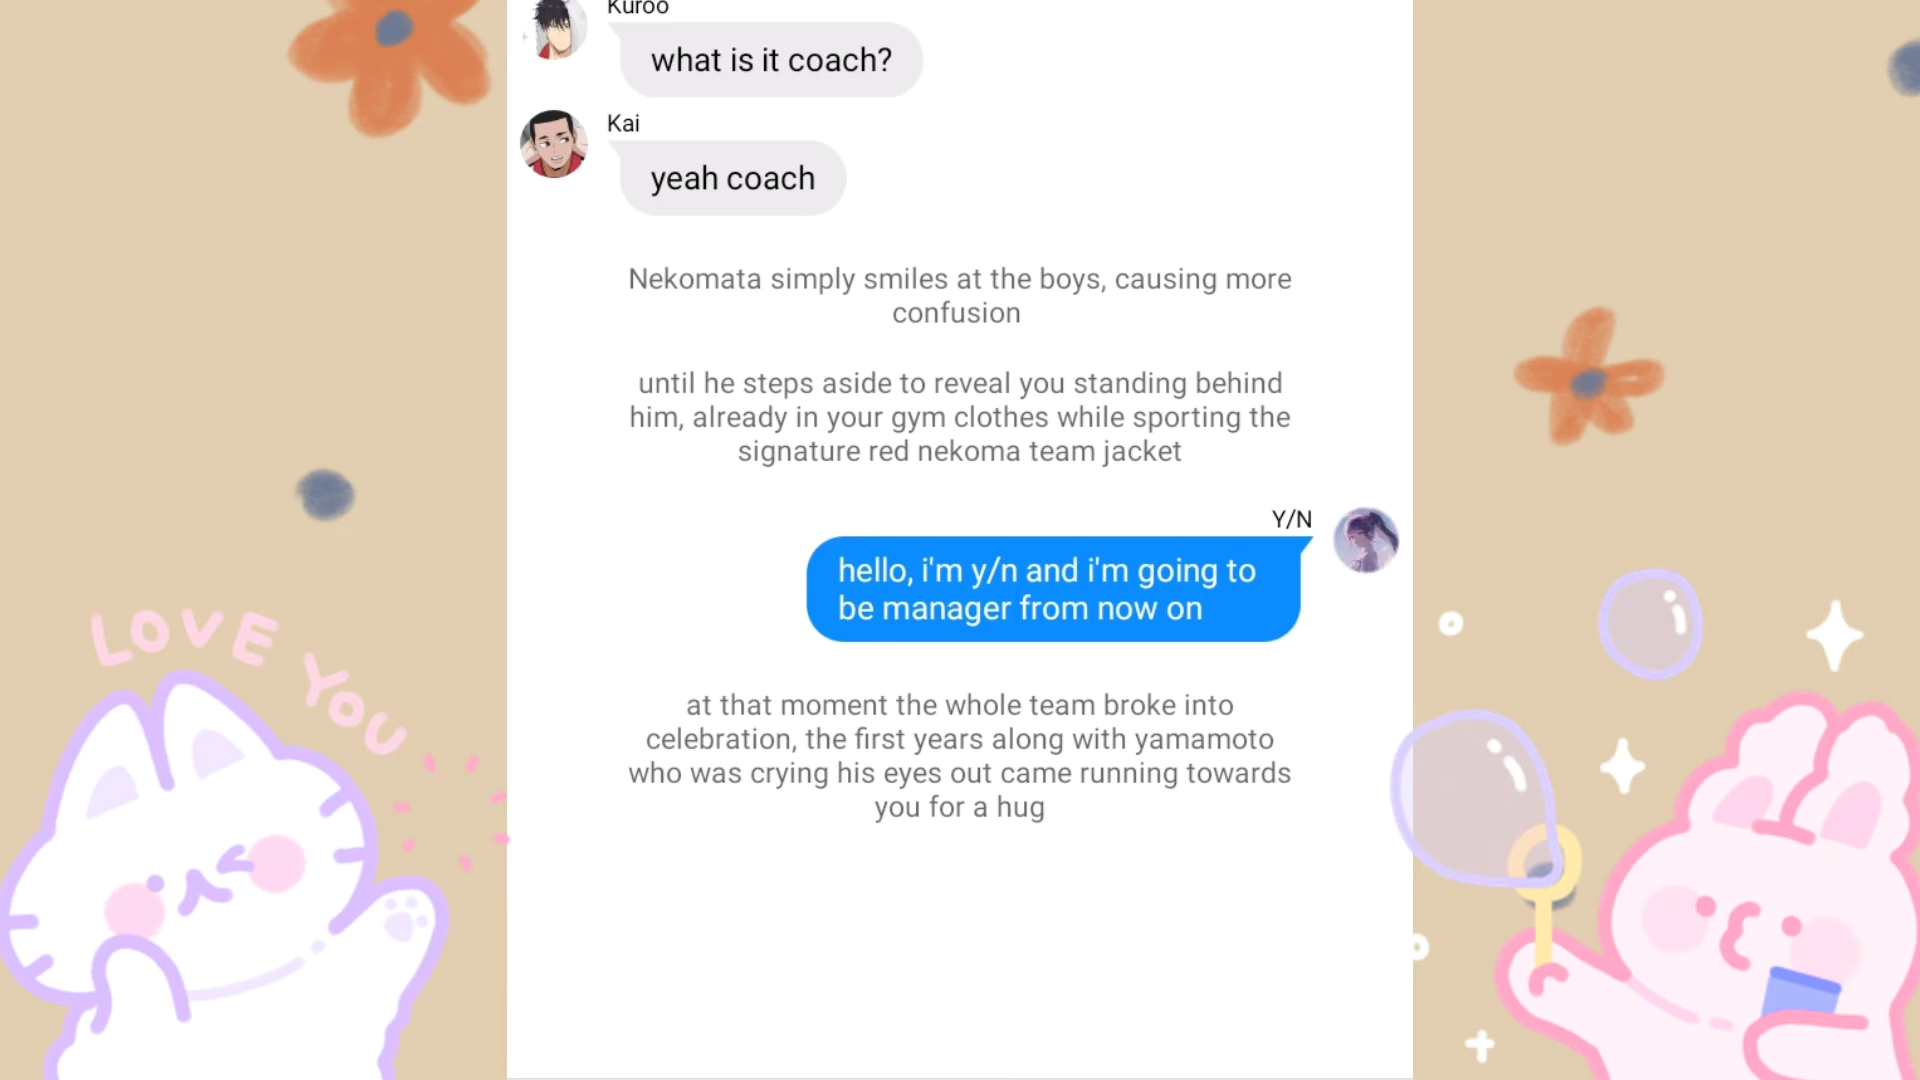 Kuroo
what is it coach?
Kai
yeah coach
Nekomata simply smiles at the boys, causing more
confusion
until he steps aside to reveal you standing behind
him, already in your gym clothes while sporting the
signature red nekoma team jacket
Y/N
hello, i'm y/n and i'm going to
be manager from now on
at that moment the whole team broke into
celebration, the first years along with yamamoto
who was crying his eyes out came running towards
you for a hug
LOVE YOU